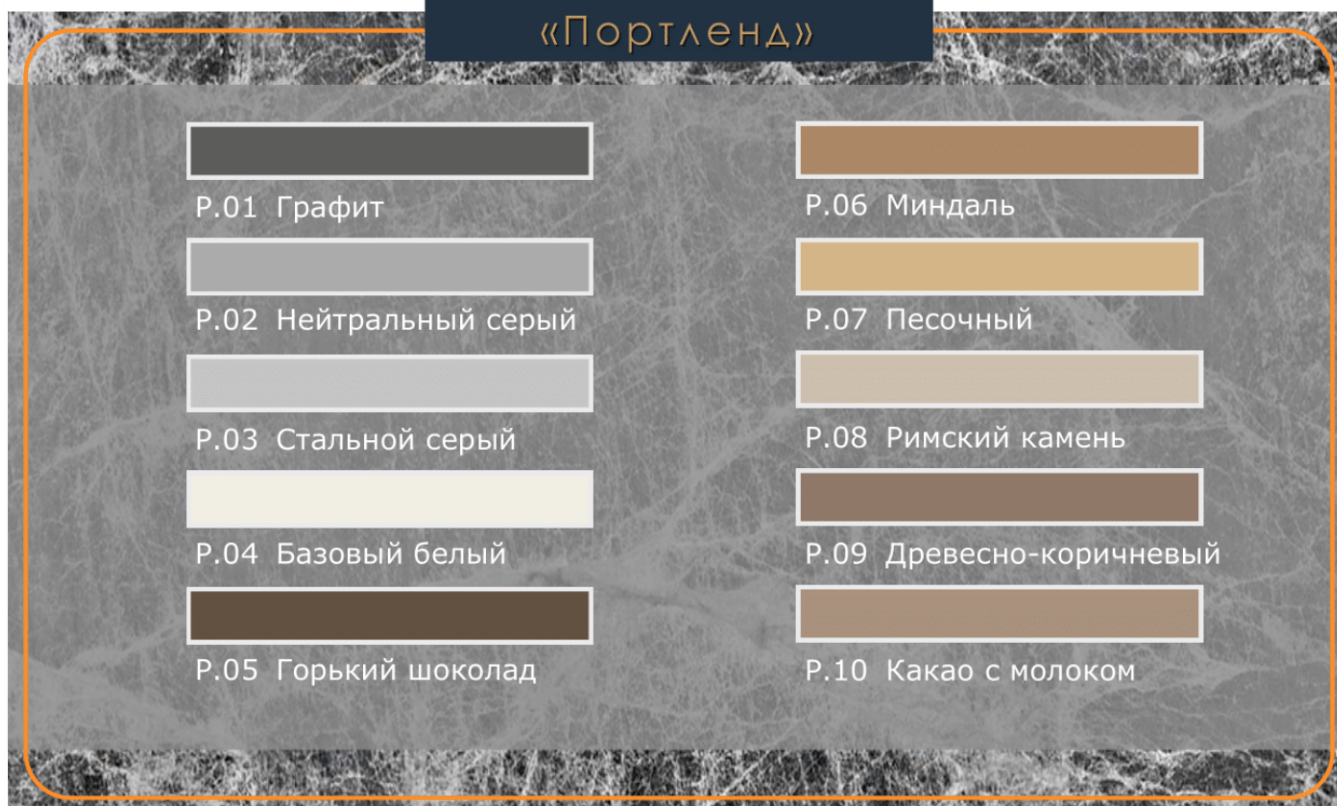 «Портленд»
P.01 Графит
P.02 Нейтральный серый
P.03 Стальной серый
P.04 Базовый белый
P.05 Горький шоколад
P.06 Миндаль
P.07 Песочный
P.08 Римский камень
P.09 Древесно-коричневый
P.10 Какао с молоком